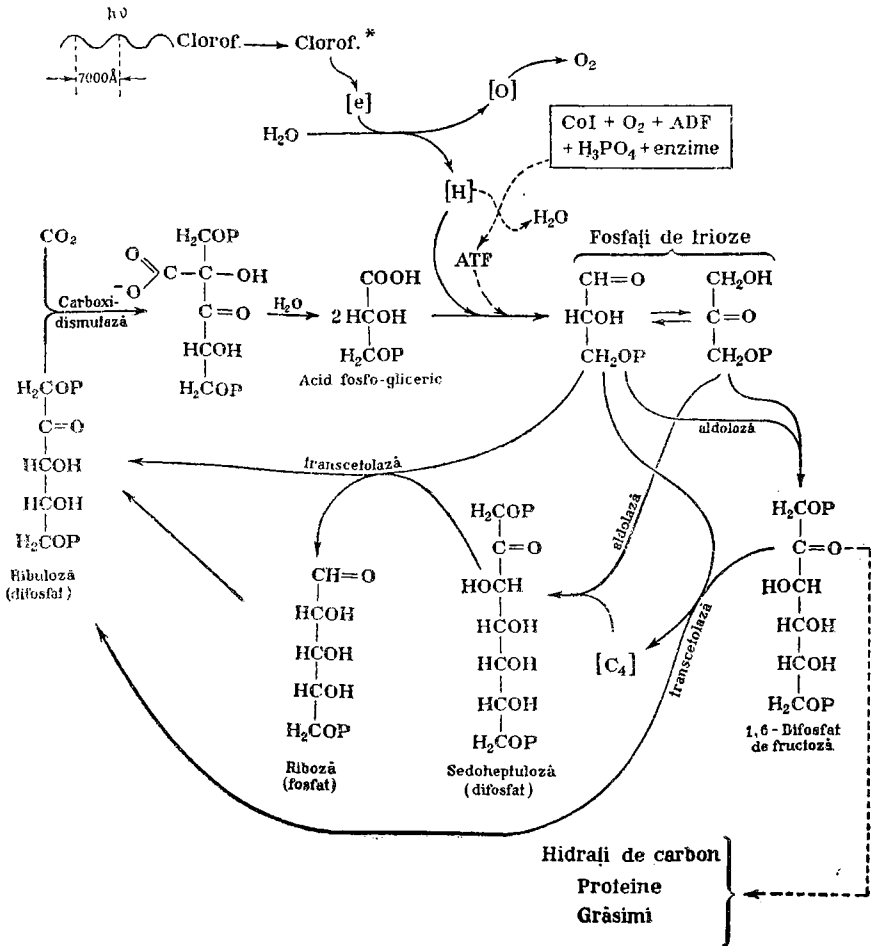 hν
Clorof.
Clorof.*
7000Å
[e]
[O]
O₂
H₂O
CoI + O₂ + ADF
+ H₃PO₄ + enzime
[H]
H₂O
ATF
Fosfați de trioze
CO₂
Carboxi-
dismutază
H₂COP
O
C
OH
⁻O
C=O
HCOH
H₂COP
H₂O
COOH
2 HCOH
H₂COP
Acid fosfo-gliceric
CH=O
HCOH
CH₂OP
CH₂OH
C=O
CH₂OP
H₂COP
C=O
HCOH
HCOH
H₂COP
Ribuloză
(difosfat)
transcetolază
aldolază
aldolază
transcetolază
CH=O
HCOH
HCOH
HCOH
H₂COP
Riboză
(fosfat)
H₂COP
C=O
HOCH
HCOH
HCOH
HCOH
H₂COP
Sedoheptuloză
(difosfat)
[C₄]
H₂COP
C=O
HOCH
HCOH
HCOH
H₂COP
1,6-Difosfat
de fructoză
Hidrați de carbon
Proteine
Grăsimi